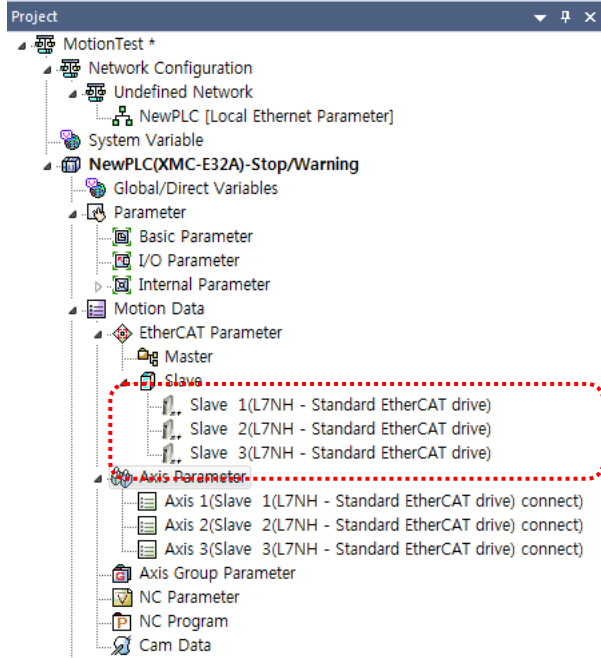 Project
MotionTest *
Network Configuration
Undefined Network
NewPLC [Local Ethernet Parameter]
System Variable
NewPLC(XMC-E32A)-Stop/Warning
Global/Direct Variables
Parameter
Basic Parameter
I/O Parameter
Internal Parameter
Motion Data
EtherCAT Parameter
Master
Slave
Slave 1(L7NH - Standard EtherCAT drive)
Slave 2(L7NH - Standard EtherCAT drive)
Slave 3(L7NH - Standard EtherCAT drive)
Axis Parameter
Axis 1(Slave 1(L7NH - Standard EtherCAT drive) connect)
Axis 2(Slave 2(L7NH - Standard EtherCAT drive) connect)
Axis 3(Slave 3(L7NH - Standard EtherCAT drive) connect)
Axis Group Parameter
NC Parameter
NC Program
Cam Data